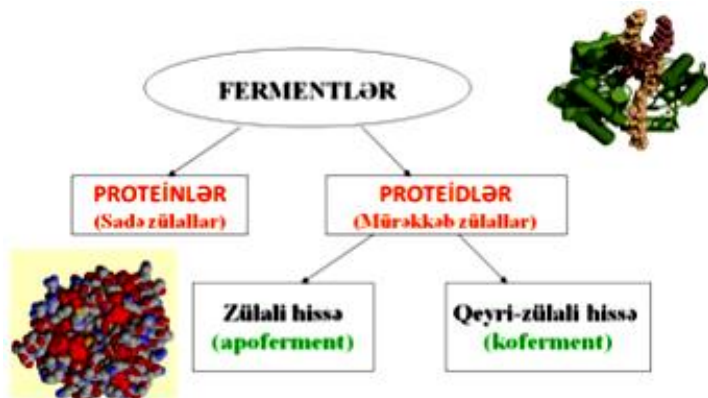 FERMENTLƏR
PROTEİNLƏR
(Sadə zülallar)
PROTEİDLƏR
(Mürəkkəb zülallar)
Zülali hissə
(apoferment)
Qeyri-zülali hissə
(koferment)